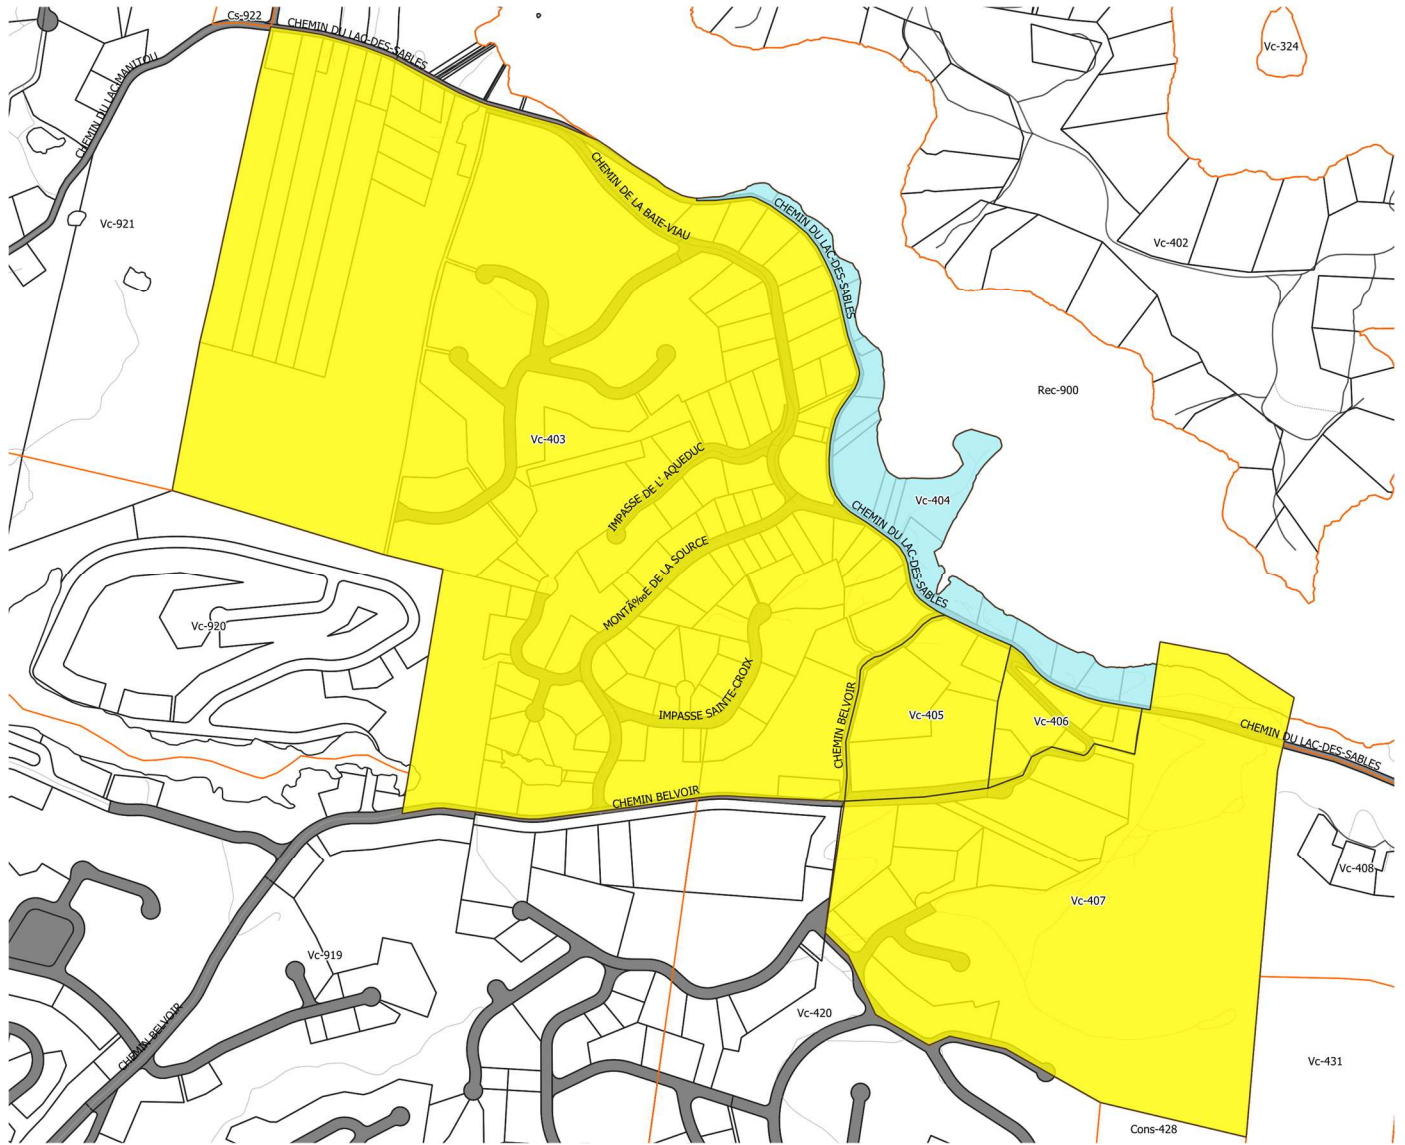 Cs-922
CHEMIN DU LAC-DES-SABLES
Vc-324
CHEMIN DU LAC MANITOU
CHEMIN DE LA BAIE-VIAU
CHEMIN DU LAC-DES-SABLES
Vc-921
Vc-402
Rec-900
Vc-403
IMPASSE DE L' AQUEDUC
Vc-404
CHEMIN DU LAC-DES-SABLES
MONTÃ‰E DE LA SOURCE
Vc-920
IMPASSE SAINTE-CROIX
CHEMIN BELVOIR
Vc-405
Vc-406
CHEMIN DU LAC-DES-SABLES
CHEMIN BELVOIR
Vc-408
Vc-407
Vc-919
Vc-420
CHEMIN BELVOIR
Vc-431
Cons-428